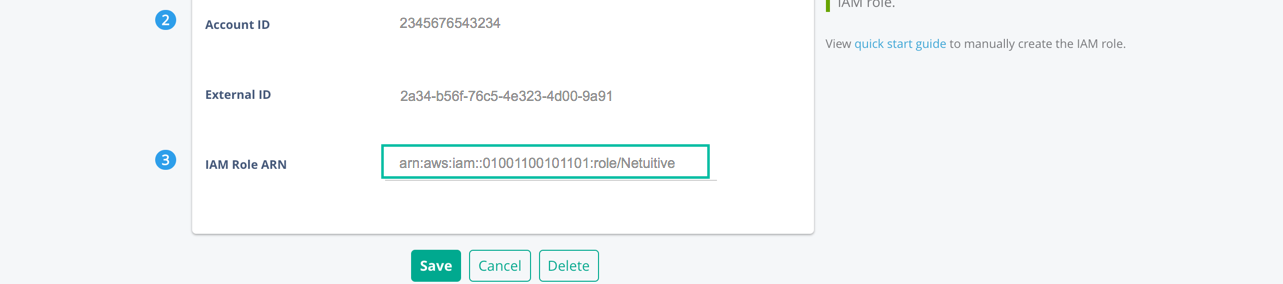 IAM role.
2
Account ID
2345676543234
View quick start guide to manually create the IAM role.
External ID
2a34-b56f-76c5-4e323-4d00-9a91
3
IAM Role ARN
arn:aws:iam::01001100101101:role/Netuitive
Save
Cancel
Delete